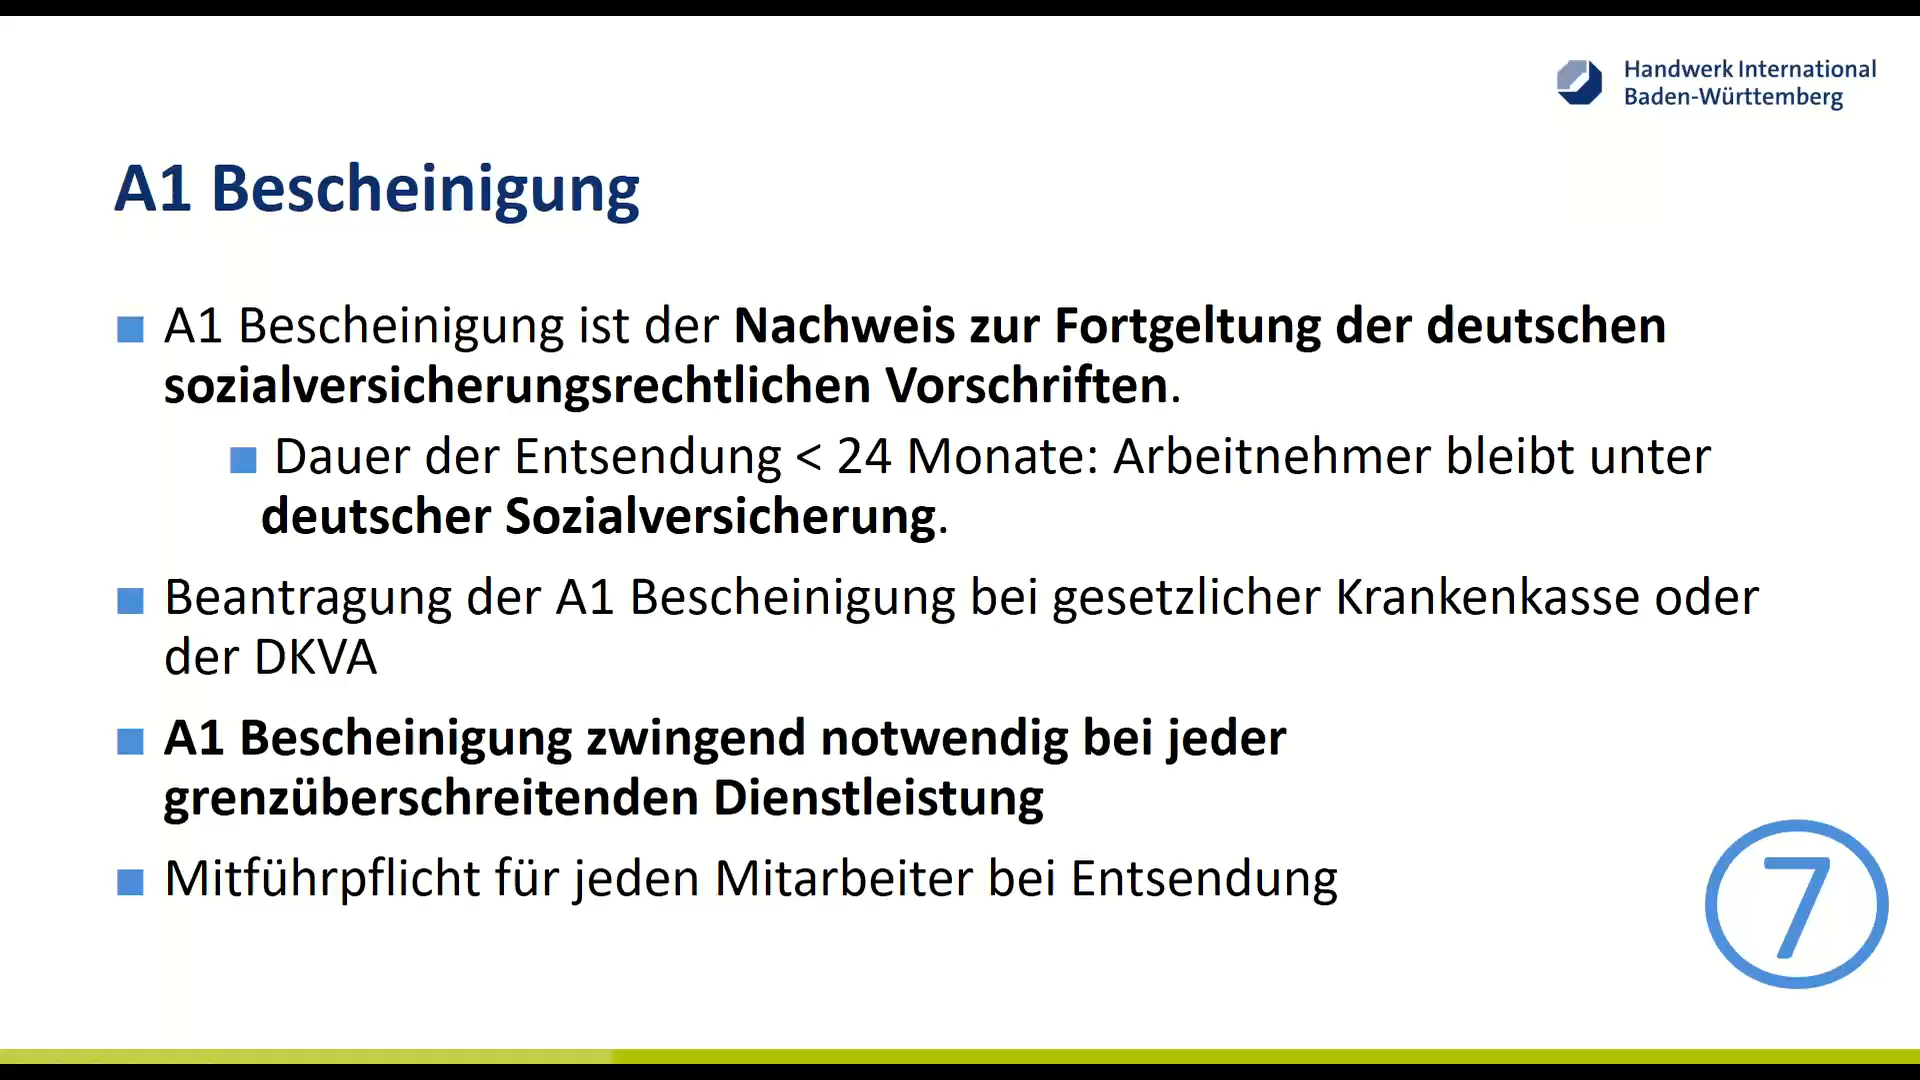 Handwerk International
Baden-Württemberg
A1 Bescheinigung
A1 Bescheinigung ist der Nachweis zur Fortgeltung der deutschen
sozialversicherungsrechtlichen Vorschriften.
Dauer der Entsendung < 24 Monate: Arbeitnehmer bleibt unter
deutscher Sozialversicherung.
Beantragung der A1 Bescheinigung bei gesetzlicher Krankenkasse oder
der DKVA
A1 Bescheinigung zwingend notwendig bei jeder
grenzüberschreitenden Dienstleistung
Mitführpflicht für jeden Mitarbeiter bei Entsendung
7